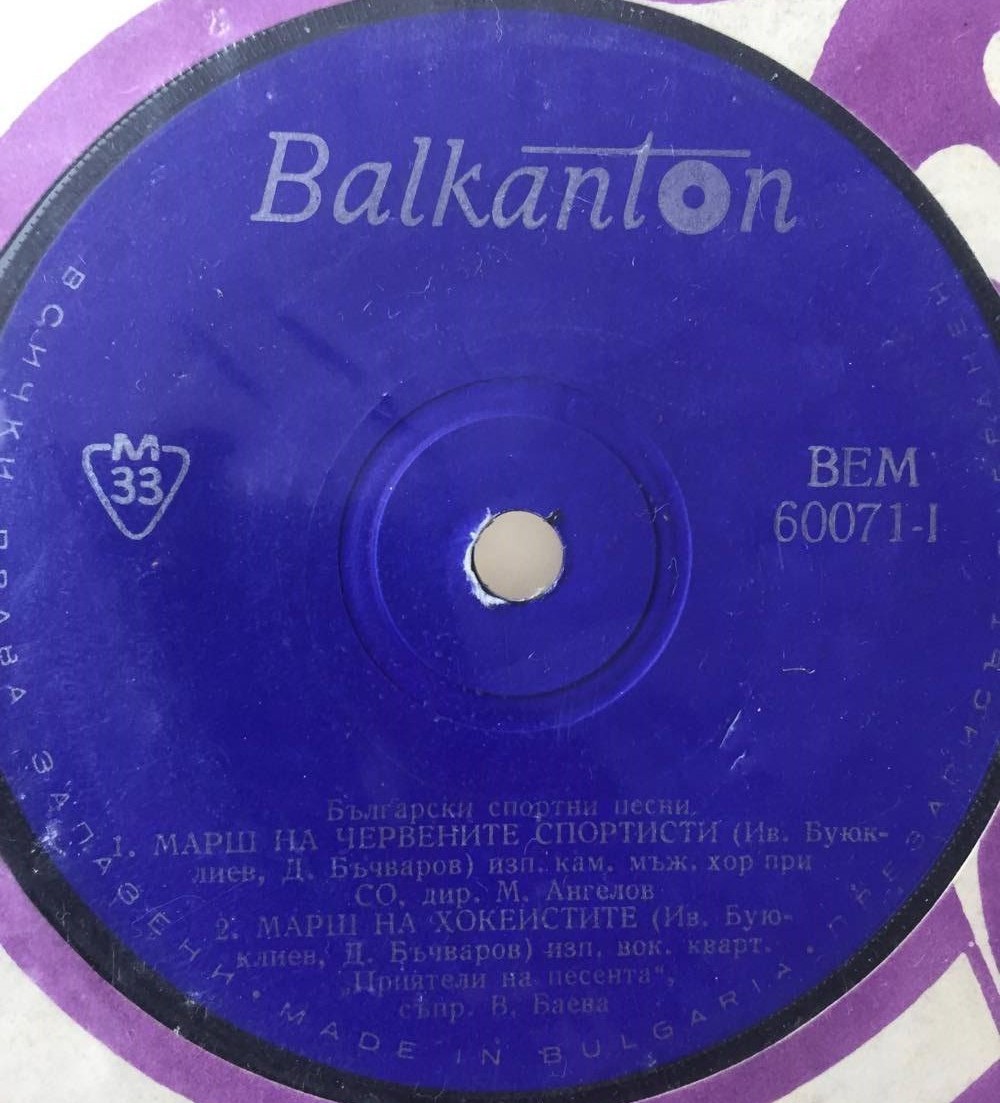 Balkanton
M
33
ВЕМ
60071-I
Български спортни песни
1. МАРШ НА ЧЕРВЕНИТЕ СПОРТИСТИ (Ив. Буюк-
лиев, Д. Бъчваров) изп. кам. мъж. хор при
СО, дир. М. Ангелов
2. МАРШ НА ХОКЕИСТИТЕ (Ив. Бую-
клиев, Д. Бъчваров) изп. вок. кварт.
„Приятели на песента“,
съпр. В. Баева
ВСИЧКИ ПРАВА ЗАПАЗЕНИ • MADE IN BULGARIA •